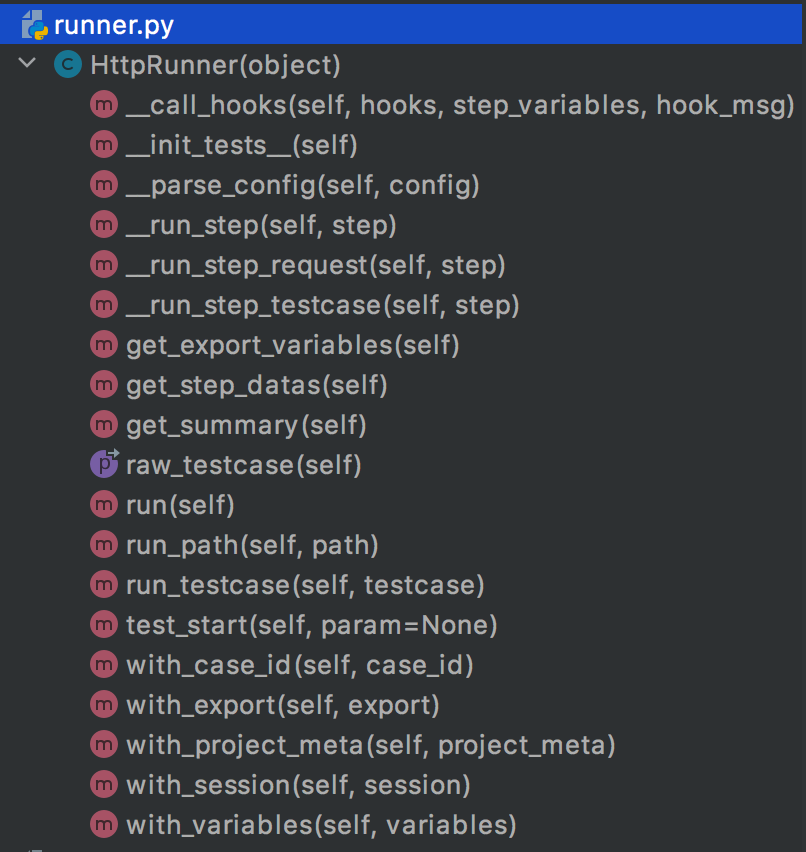 runner.py
C HttpRunner(object)
m __call_hooks(self, hooks, step_variables, hook_msg)
m __init_tests__(self)
m __parse_config(self, config)
m __run_step(self, step)
m __run_step_request(self, step)
m __run_step_testcase(self, step)
m get_export_variables(self)
m get_step_datas(self)
m get_summary(self)
p raw_testcase(self)
m run(self)
m run_path(self, path)
m run_testcase(self, testcase)
m test_start(self, param=None)
m with_case_id(self, case_id)
m with_export(self, export)
m with_project_meta(self, project_meta)
m with_session(self, session)
m with_variables(self, variables)